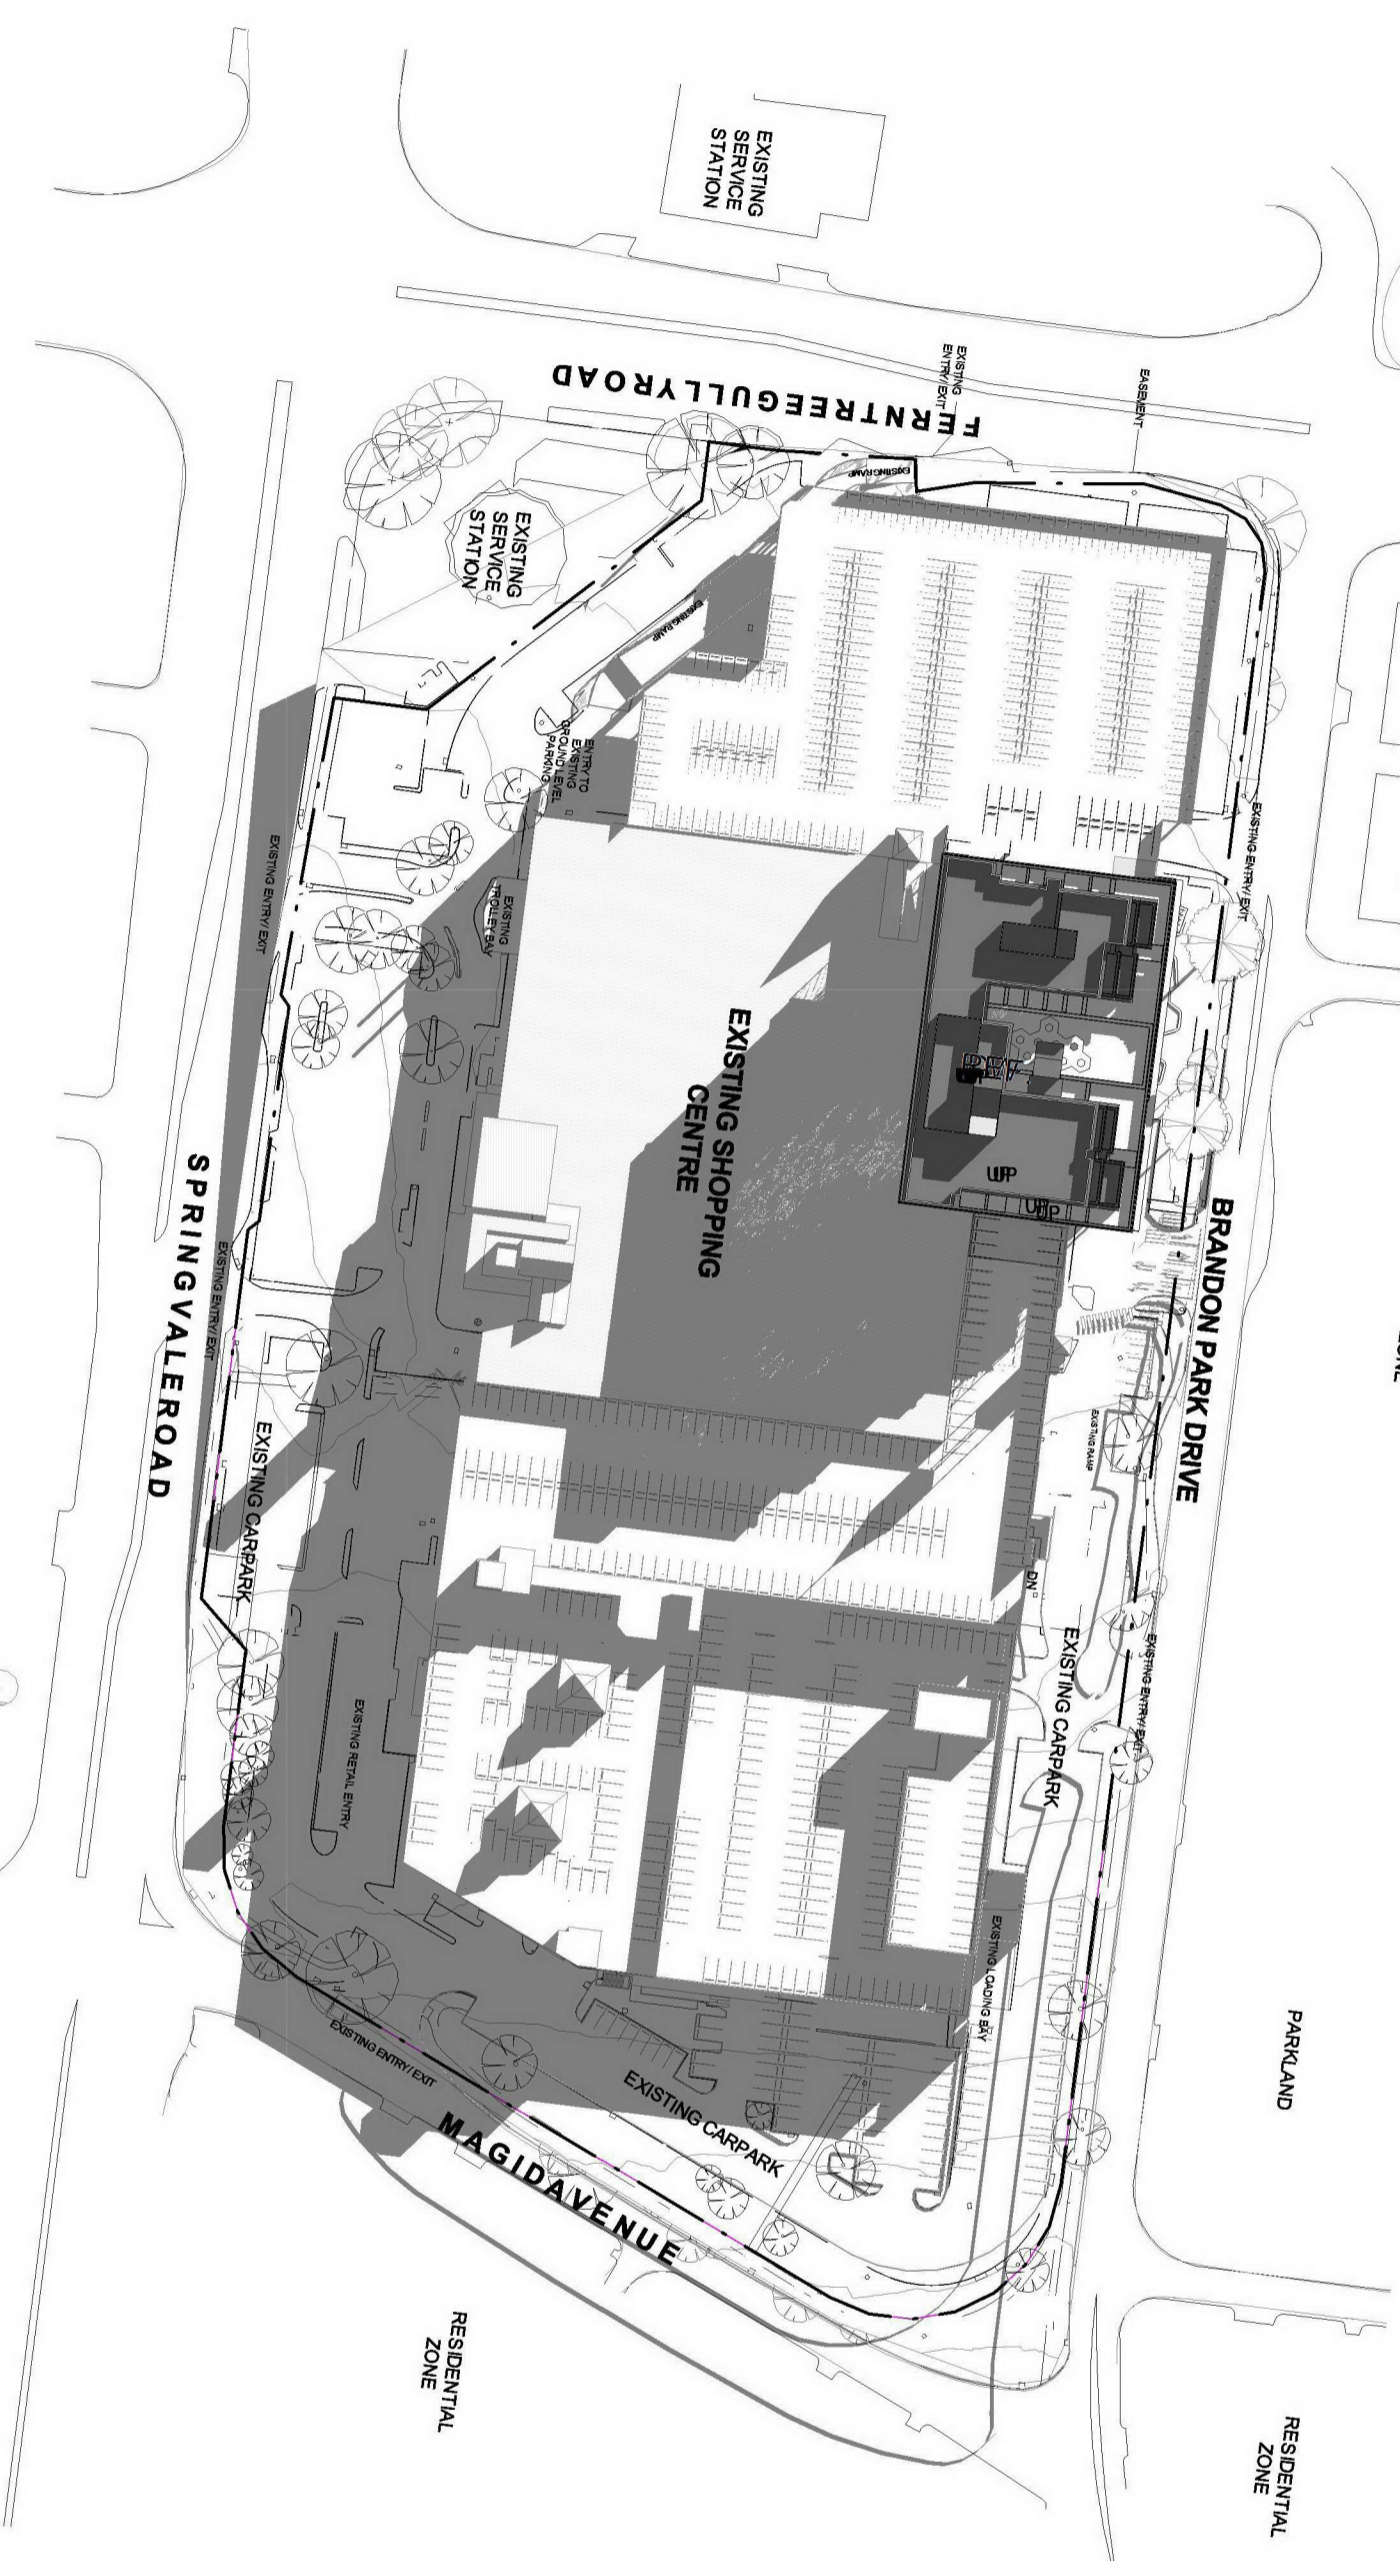 EXISTING
SERVICE
STATION
FERNTREEGULLYROAD
EXISTING
ENTRY/EXIT
EASEMENT
EXISTING RAMP
EXISTING
SERVICE
STATION
EXISTING RAMP
ENTRY TO
EXISTING
GROUND LEVEL
PARKING
EXISTING ENTRY/ EXIT
EXISTING ENTRY/ EXIT
EXISTING
TROLLEY BAY
EXISTING SHOPPING
CENTRE
UP
UP
BRANDON PARK DRIVE
SPRINGVALEROAD
EXISTING ENTRY/ EXIT
EXISTING CARPARK
EXISTING RAMP
DN
EXISTING CARPARK
EXISTING ENTRY/ EXIT
EXISTING RETAIL ENTRY
EXISTING LOADING BAY
PARKLAND
EXISTING ENTRY/ EXIT
EXISTING CARPARK
MAGIDAVENUE
RESIDENTIAL
ZONE
RESIDENTIAL
ZONE